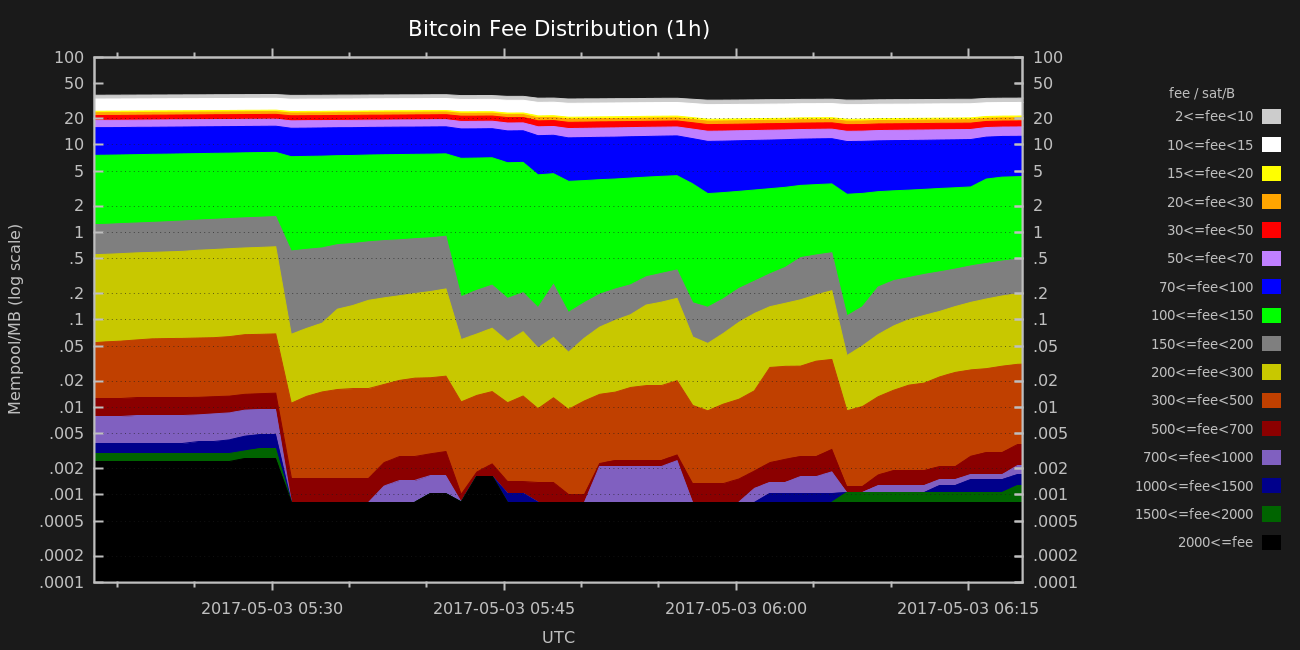 Bitcoin Fee Distribution (1h)
100
50
20
10
5
2
1
.5
.2
.1
.05
.02
.01
.005
.002
.001
.0005
.0002
.0001
Mempool/MB (log scale)
100
50
20
10
5
2
1
.5
.2
.1
.05
.02
.01
.005
.002
.001
.0005
.0002
.0001
2017-05-03 05:30
2017-05-03 05:45
2017-05-03 06:00
2017-05-03 06:15
UTC
fee / sat/B
2<=fee<10
10<=fee<15
15<=fee<20
20<=fee<30
30<=fee<50
50<=fee<70
70<=fee<100
100<=fee<150
150<=fee<200
200<=fee<300
300<=fee<500
500<=fee<700
700<=fee<1000
1000<=fee<1500
1500<=fee<2000
2000<=fee